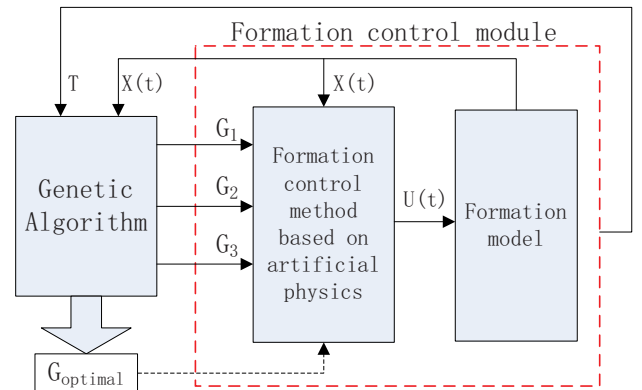 Formation control module
T
X(t)
X(t)
Genetic
Algorithm
G1
G2
G3
Formation
control
method
based on
artificial
physics
U(t)
Formation
model
Goptimal